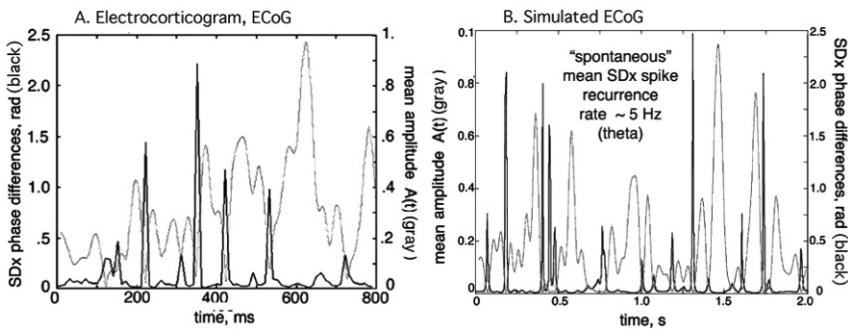 A. Electrocorticogram, ECoG
SDx phase differences, rad (black)
2.5
2.0
1.5
1.0
.5
0
0
200
400
600
800
time, ms
1.
.8
.6
.4
.2
0
mean amplitude A(t) (gray)
B. Simulated ECoG
mean amplitude A(t) (gray)
0.1
0.8
0.6
0.4
0.2
0
"spontaneous"
mean SDx spike
recurrence
rate ~ 5 Hz
(theta)
0
0.5
1.0
1.5
2.0
time, s
2.5
2.0
1.5
1.0
0.5
0
SDx phase differences, rad (black)